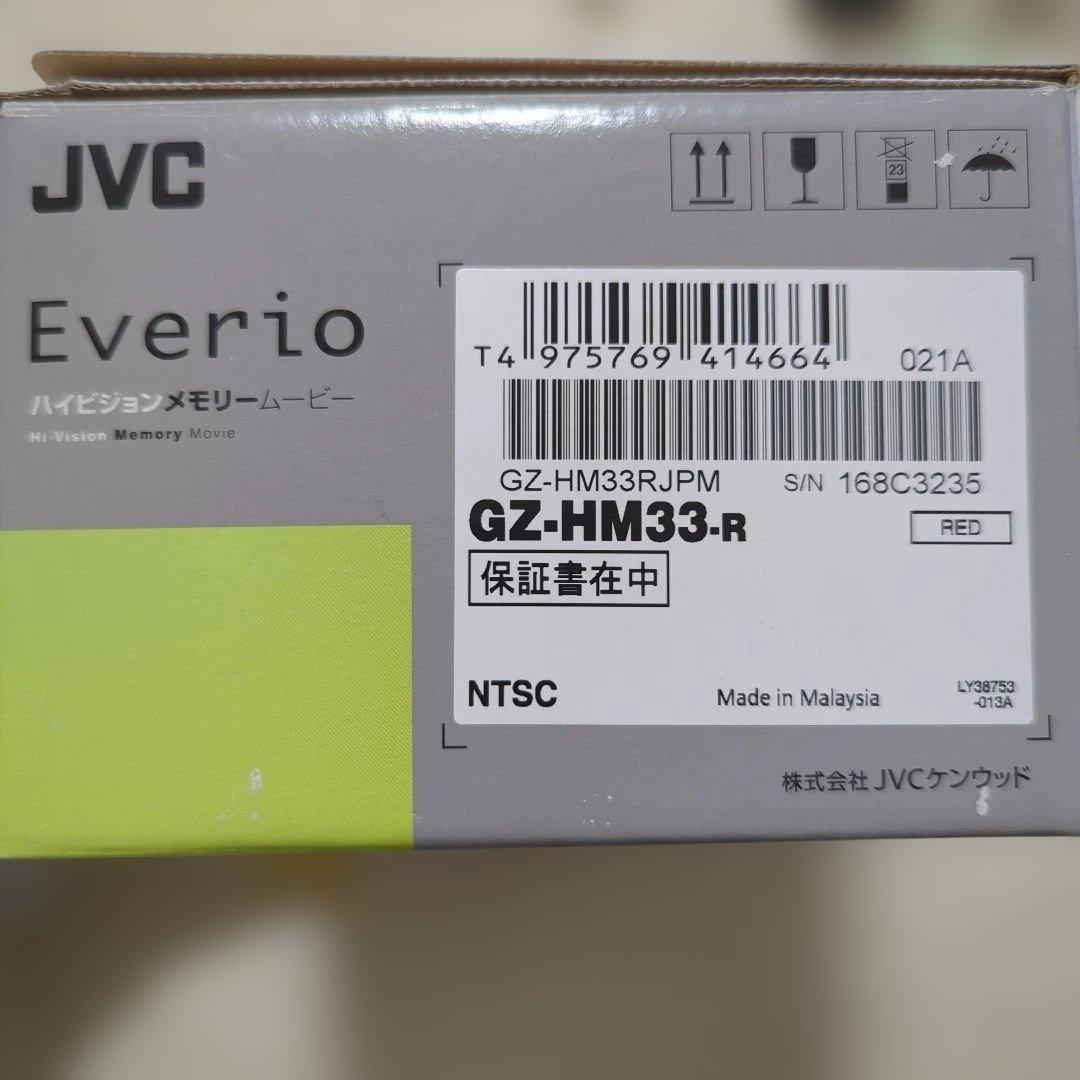 JVC
23
Everio
ハイビジョンメモリームービー
Hi-Vision Memory Movie
T4 975769 414664 021A
GZ-HM33RJPM S/N 168C3235
GZ-HM33-R RED
保証書在中
NTSC Made in Malaysia LY38753
-013A
株式会社JVCケンウッド